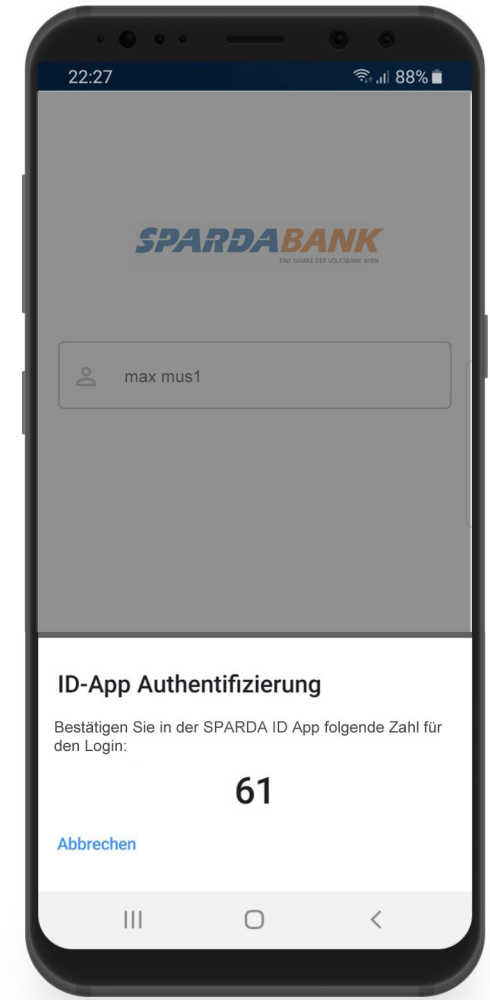 22:27
88%
SPARDABANK
EINE MARKE DER VOLKSBANK WIEN
max mus1
ID-App Authentifizierung
Bestätigen Sie in der SPARDA ID App folgende Zahl für
den Login:
61
Abbrechen